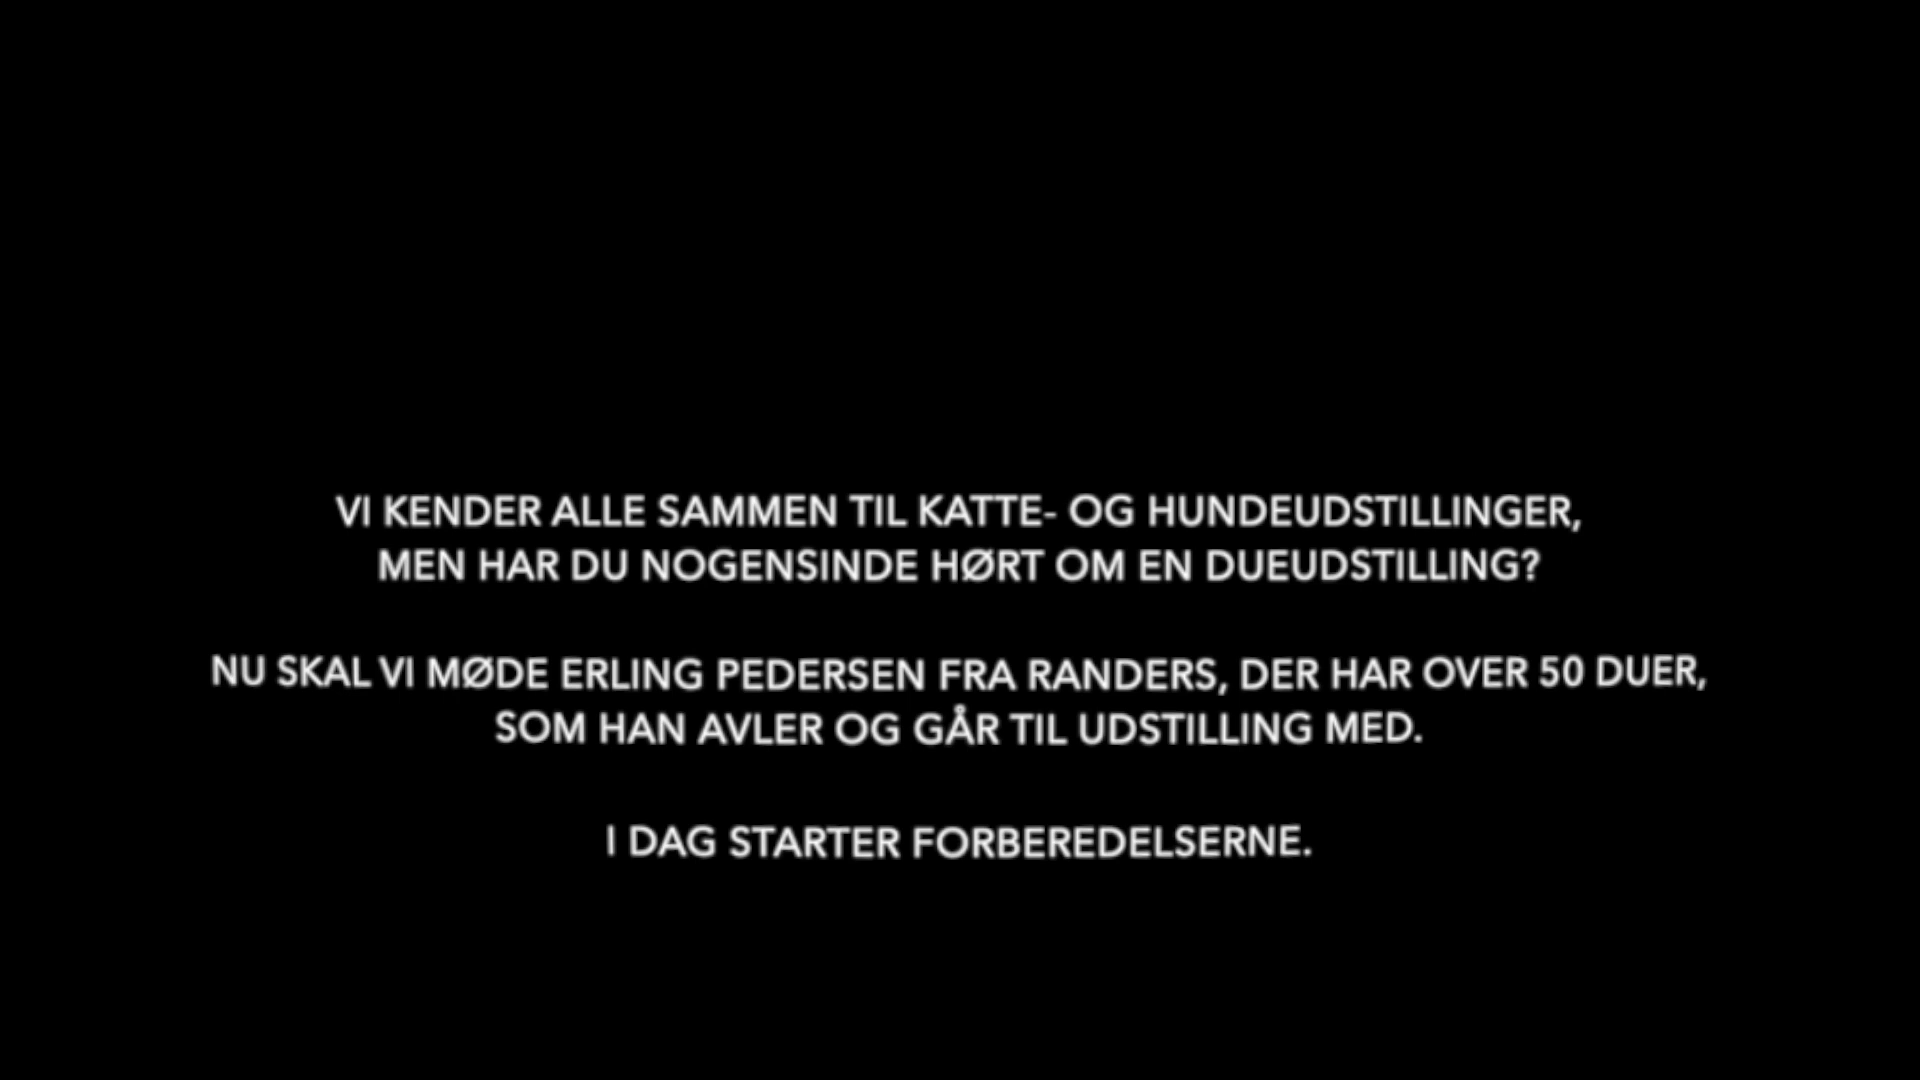 VI KENDER ALLE SAMMEN TIL KATTE- OG HUNDEUDSTILLINGER,
MEN HAR DU NOGENSINDE HØRT OM EN DUEUDSTILLING?
NU SKAL VI MØDE ERLING PEDERSEN FRA RANDERS, DER HAR OVER 50 DUER,
SOM HAN AVLER OG GÅR TIL UDSTILLING MED.
I DAG STARTER FORBEREDELSERNE.